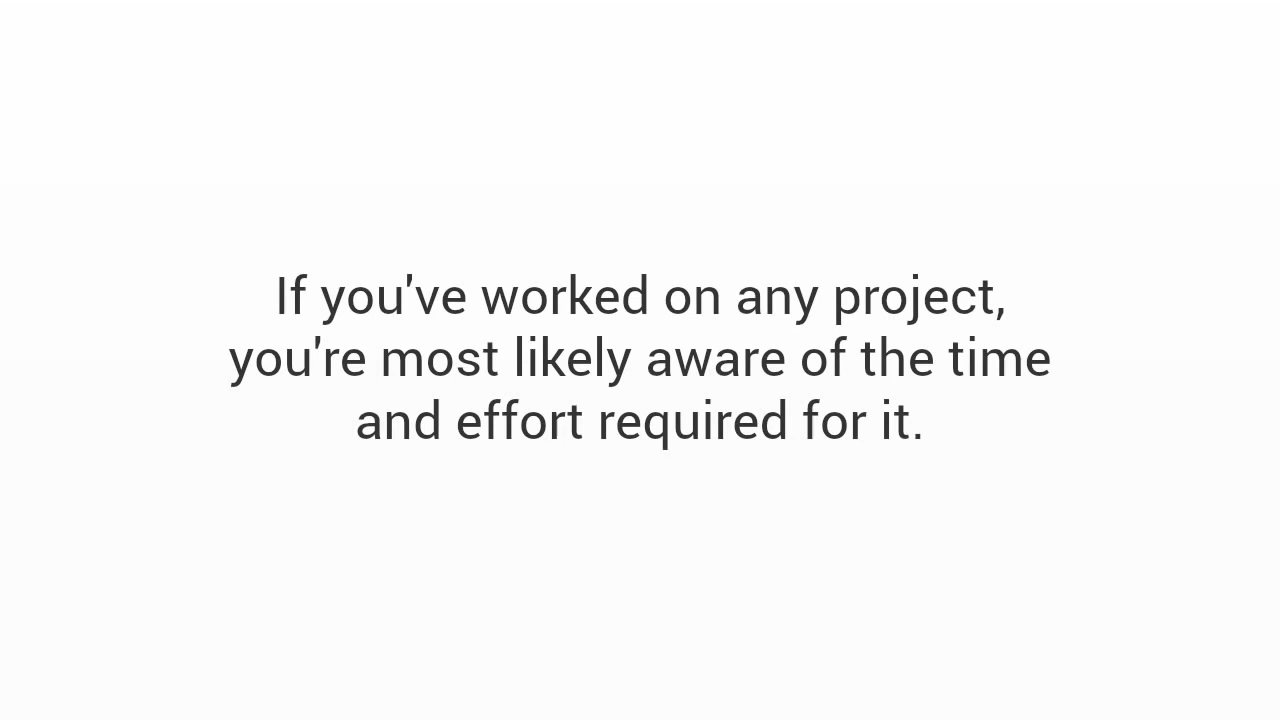 If you've worked on any project,
you're most likely aware of the time
and effort required for it.